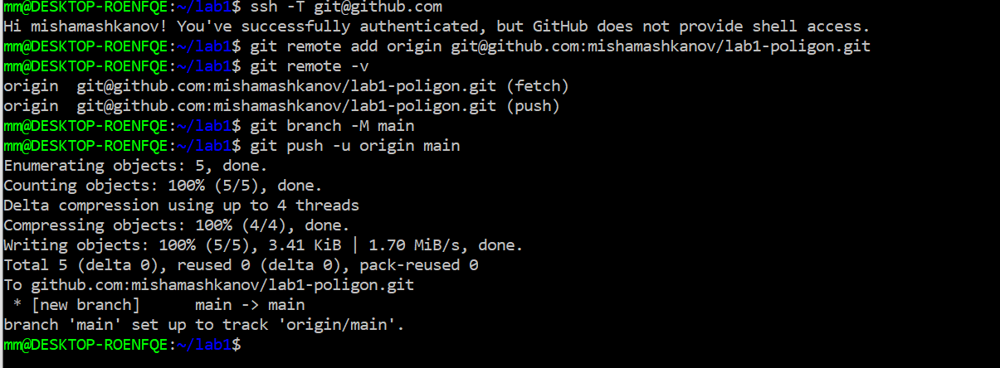 mm@DESKTOP-ROENFQE:~/lab1$ ssh -T git@github.com
Hi mishamashkanov! You've successfully authenticated, but GitHub does not provide shell access.
mm@DESKTOP-ROENFQE:~/lab1$ git remote add origin git@github.com:mishamashkanov/lab1-poligon.git
mm@DESKTOP-ROENFQE:~/lab1$ git remote -v
origin  git@github.com:mishamashkanov/lab1-poligon.git (fetch)
origin  git@github.com:mishamashkanov/lab1-poligon.git (push)
mm@DESKTOP-ROENFQE:~/lab1$ git branch -M main
mm@DESKTOP-ROENFQE:~/lab1$ git push -u origin main
Enumerating objects: 5, done.
Counting objects: 100% (5/5), done.
Delta compression using up to 4 threads
Compressing objects: 100% (4/4), done.
Writing objects: 100% (5/5), 3.41 KiB | 1.70 MiB/s, done.
Total 5 (delta 0), reused 0 (delta 0), pack-reused 0
To github.com:mishamashkanov/lab1-poligon.git
 * [new branch]      main -> main
branch 'main' set up to track 'origin/main'.
mm@DESKTOP-ROENFQE:~/lab1$